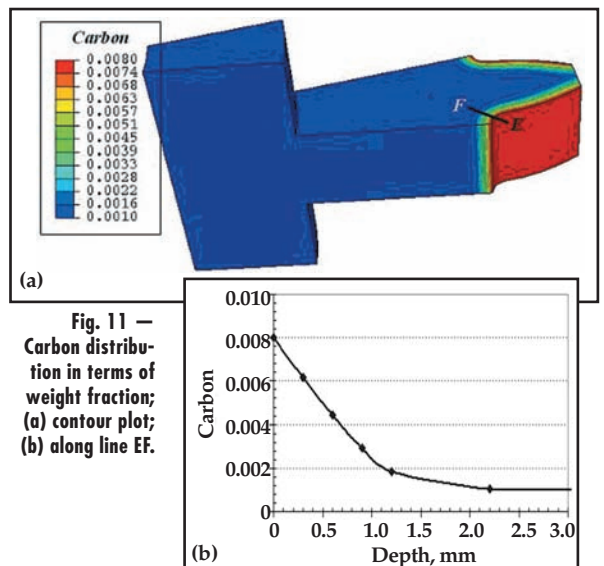 Carbon
0.0080
0.0074
0.0068
0.0063
0.0057
0.0051
0.0045
0.0039
0.0033
0.0028
0.0022
0.0016
0.0010
F
E
(a)
Fig. 11 —
Carbon distribu-
tion in terms of
weight fraction;
(a) contour plot;
(b) along line EF.
0.010
0.008
0.006
0.004
0.002
0
Carbon
0 0.5 1.0 1.5 2.0 2.5 3.0
Depth, mm
(b)